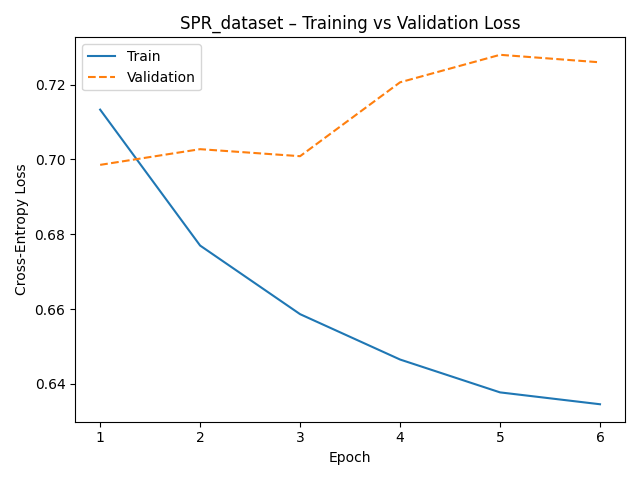 SPR_dataset – Training vs Validation Loss
Train
Validation
Cross-Entropy Loss
0.72
0.70
0.68
0.66
0.64
1 2 3 4 5 6
Epoch